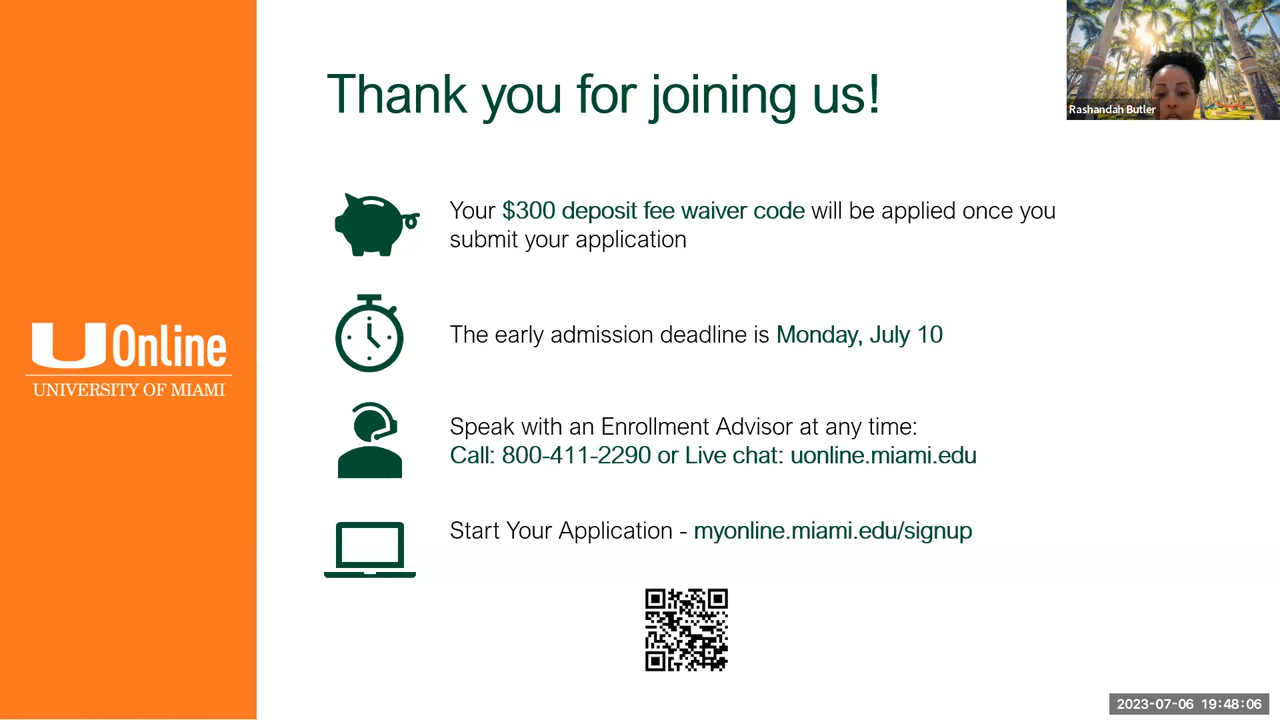 Thank you for joining us!
Rashandah Butler
Your $300 deposit fee waiver code will be applied once you
submit your application
The early admission deadline is Monday, July 10
U Online
UNIVERSITY OF MIAMI
Speak with an Enrollment Advisor at any time:
Call: 800-411-2290 or Live chat: uonline.miami.edu
Start Your Application - myonline.miami.edu/signup
2023-07-06 19:48:06